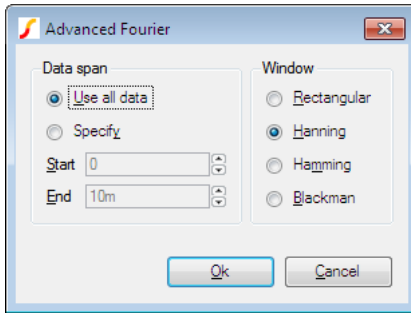 Advanced Fourier
Data span
Use all data
Specify
Start 0
End 10m
Window
Rectangular
Hanning
Hamming
Blackman
Ok
Cancel